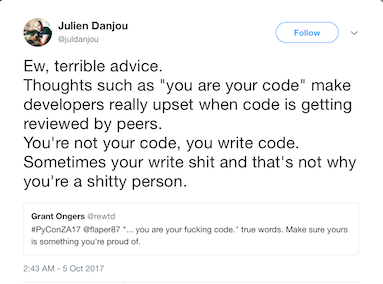 Julien Danjou
@juldanjou
Follow
Ew, terrible advice.
Thoughts such as "you are your code" make
developers really upset when code is getting
reviewed by peers.
You're not your code, you write code.
Sometimes your write shit and that's not why
you're a shitty person.
Grant Ongers @rewtd
#PyConZA17 @flaper87 "... you are your fucking code." true words. Make sure yours
is something you're proud of.
2:43 AM - 5 Oct 2017